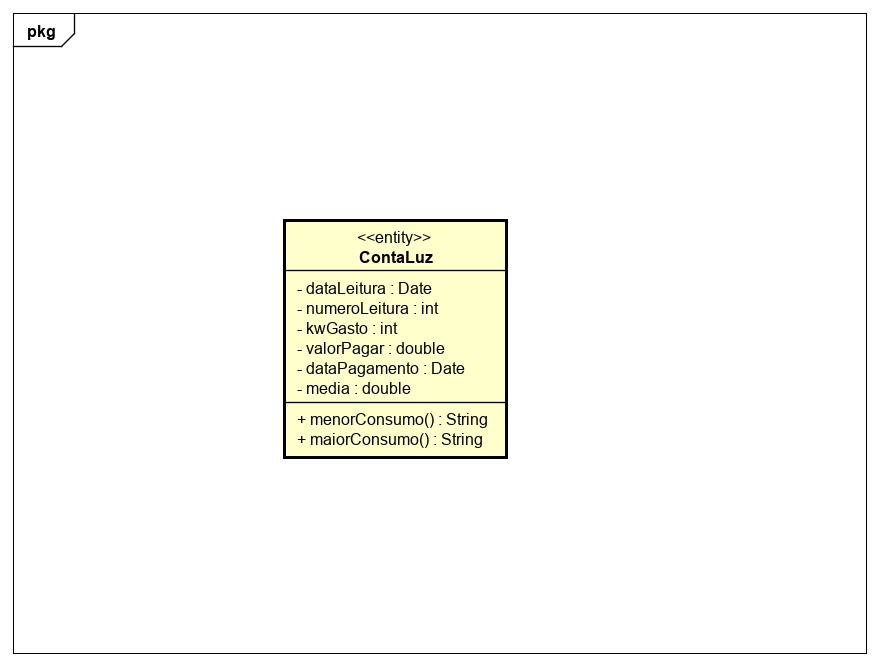 pkg
<<entity>>
ContaLuz
- dataLeitura : Date
- numeroLeitura : int
- kwGasto : int
- valorPagar : double
- dataPagamento : Date
- media : double
+ menorConsumo() : String
+ maiorConsumo() : String